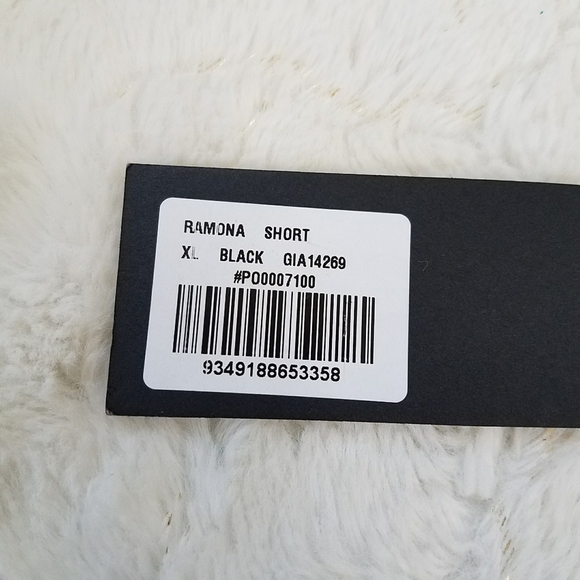 RAMONA SHORT
XL BLACK GIA14269
#PO0007100
9349188653358